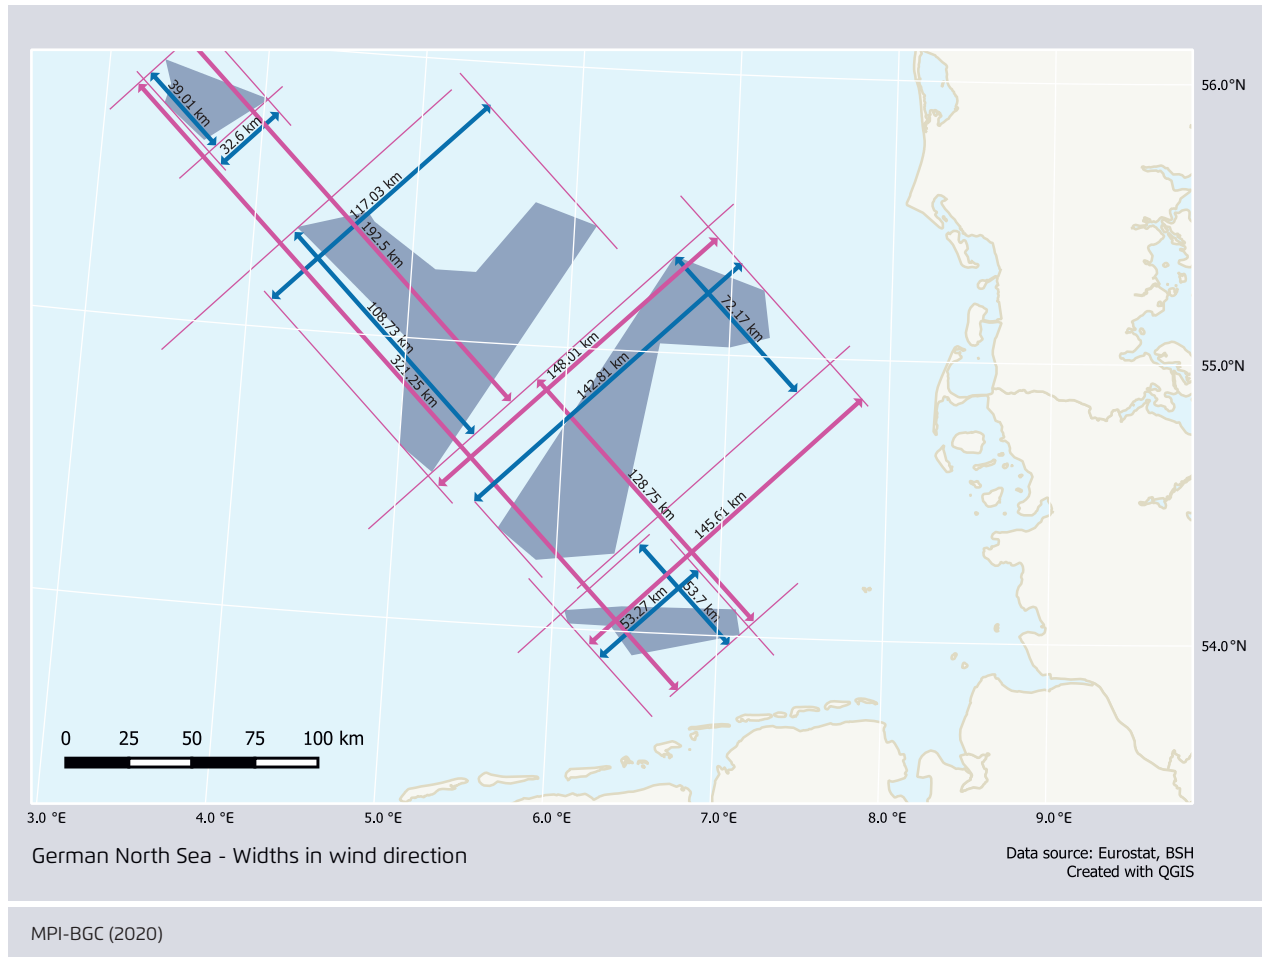 39.01 km
32.6 km
56.0°N
117.03 km
192.5 km
108.73 km
321.25 km
72.17 km
148.01 km
142.81 km
55.0°N
128.75 km
145.61 km
53.7 km
53.27 km
54.0°N
0 25 50 75 100 km
3.0 °E 4.0 °E 5.0 °E 6.0 °E 7.0 °E 8.0 °E 9.0 °E
German North Sea - Widths in wind direction
Data source: Eurostat, BSH
Created with QGIS
MPI-BGC (2020)